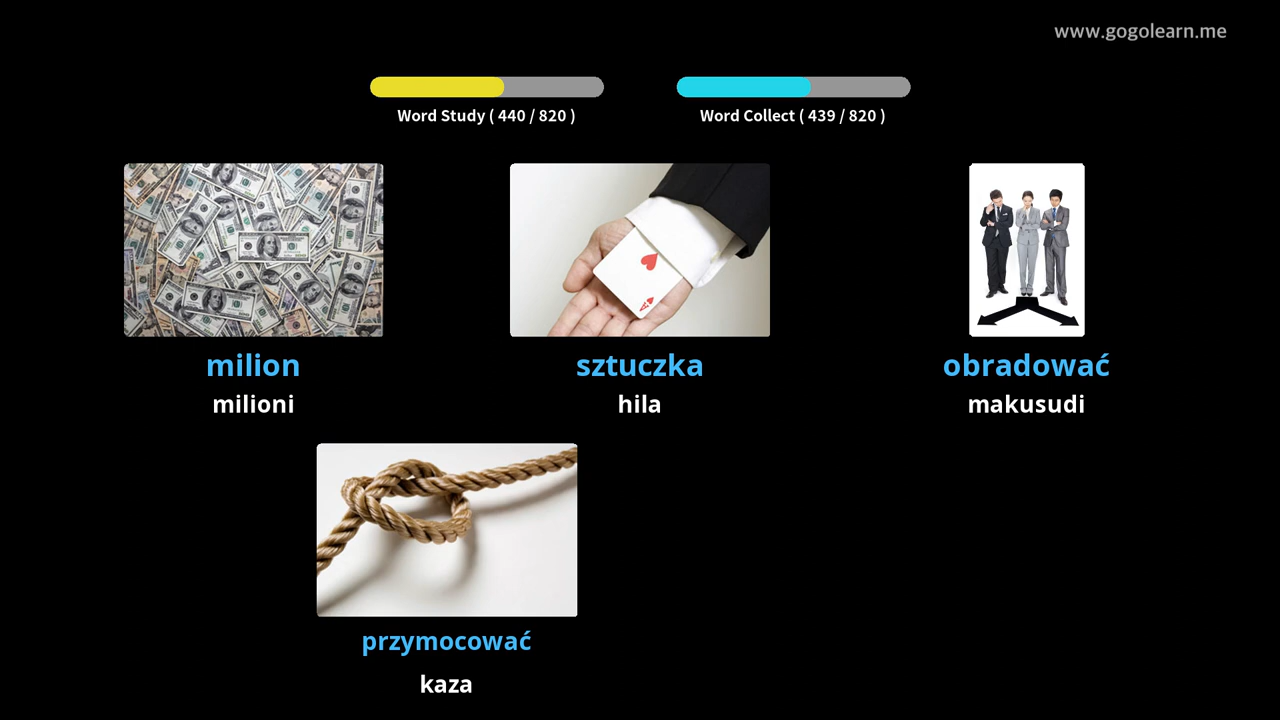 www.gogolearn.me
Word Study ( 440 / 820 )
Word Collect ( 439 / 820 )
milion
milioni
sztuczka
hila
obradować
makusudi
przymocować
kaza